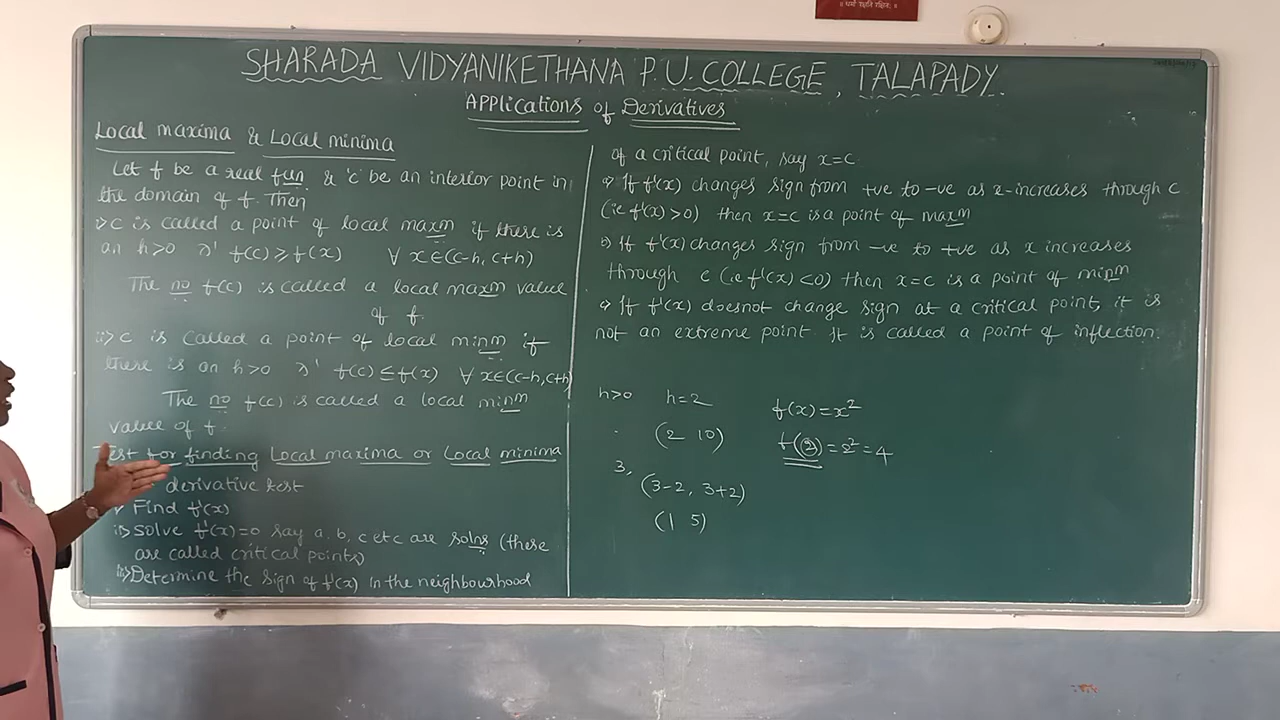 ॥ धर्मो रक्षति रक्षितः ॥
SHARADA VIDYANIKETHANA P.U.COLLEGE, TALAPADY.
APPLICATIONS of DERIVATIVES
Local maxima & Local minima
Let f be a real fun & 'c' be an interior point in
the domain of f. Then
i> c is called a point of local maxm if there is
an h>0 ∋' f(c) ≥ f(x) ∀ x∈(c-h, c+h)
The no f(c) is called a local maxm value
of f.
ii> c is called a point of local minm if
there is an h>0 ∋' f(c) ≤ f(x) ∀ x∈(c-h, c+h)
The no f(c) is called a local minm
value of f.
Test for finding Local maxima or Local minima
derivative test
Find f'(x)
ii> Solve f'(x)=0 say a, b, c etc are solns (these
are called critical points)
iii> Determine the sign of f'(x) in the neighbourhood
of a critical point, say x=c.
a> If f'(x) changes sign from +ve to -ve as x-increases through c
(ie f'(x)>0) then x=c is a point of maxm
b> If f'(x) changes sign from -ve to +ve as x increases
through c (ie f'(x)<0) then x=c is a point of minm
c> If f'(x) doesnot change sign at a critical point, it is
not an extreme point. It is called a point of inflection.
h>0 h=2
(2 10)
3,
(3-2, 3+2)
(1 5)
f(x)=x²
f(2)=2²=4